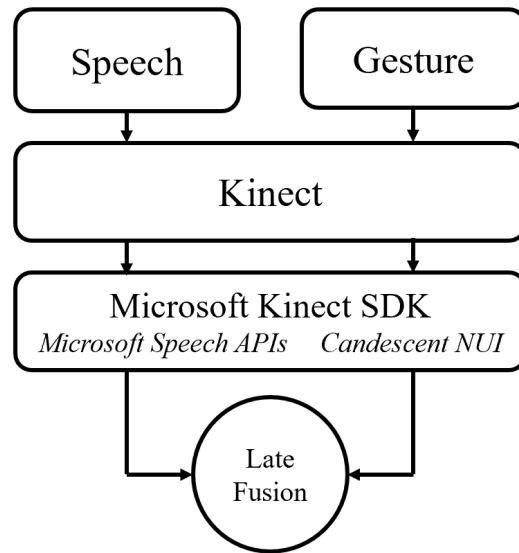 Speech
Gesture
Kinect
Microsoft Kinect SDK
Microsoft Speech APIs Candescent NUI
Late
Fusion